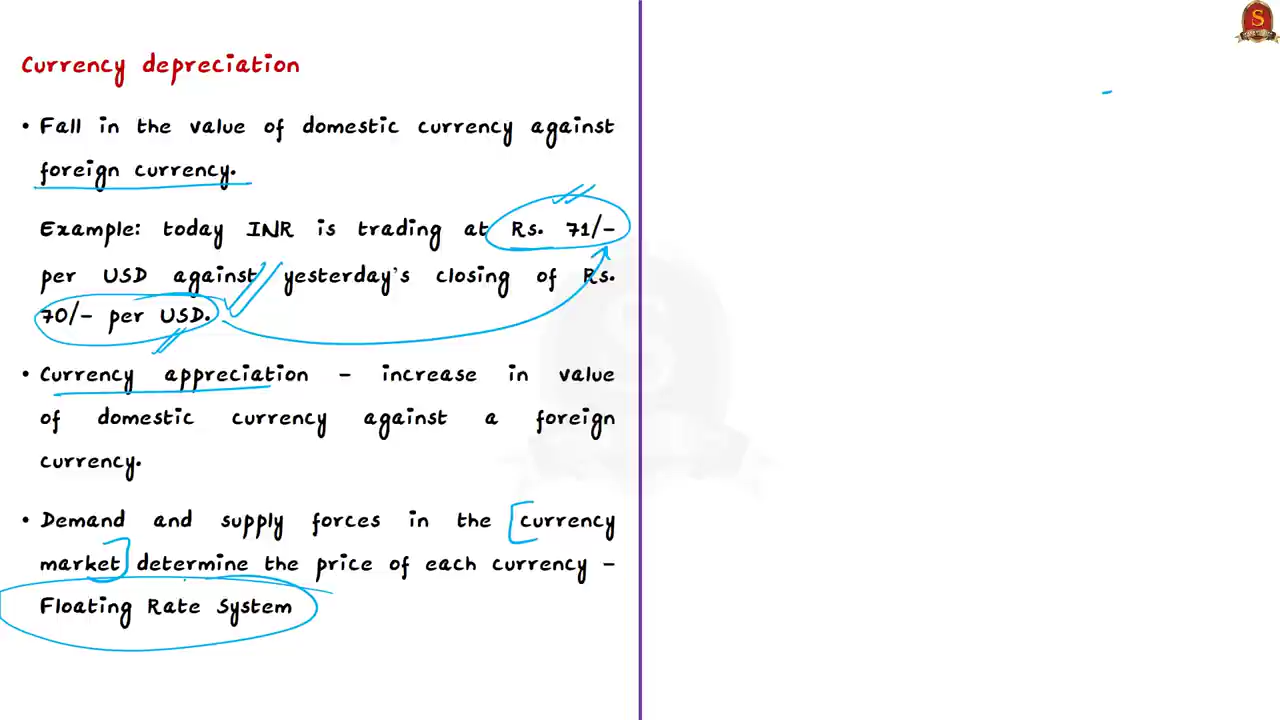 Currency depreciation
• Fall in the value of domestic currency against
foreign currency.
Example: today INR is trading at Rs. 71/-
per USD against yesterday's closing of Rs.
70/- per USD.
• Currency appreciation – increase in value
of domestic currency against a foreign
currency.
• Demand and supply forces in the currency
market determine the price of each currency –
Floating Rate System
S